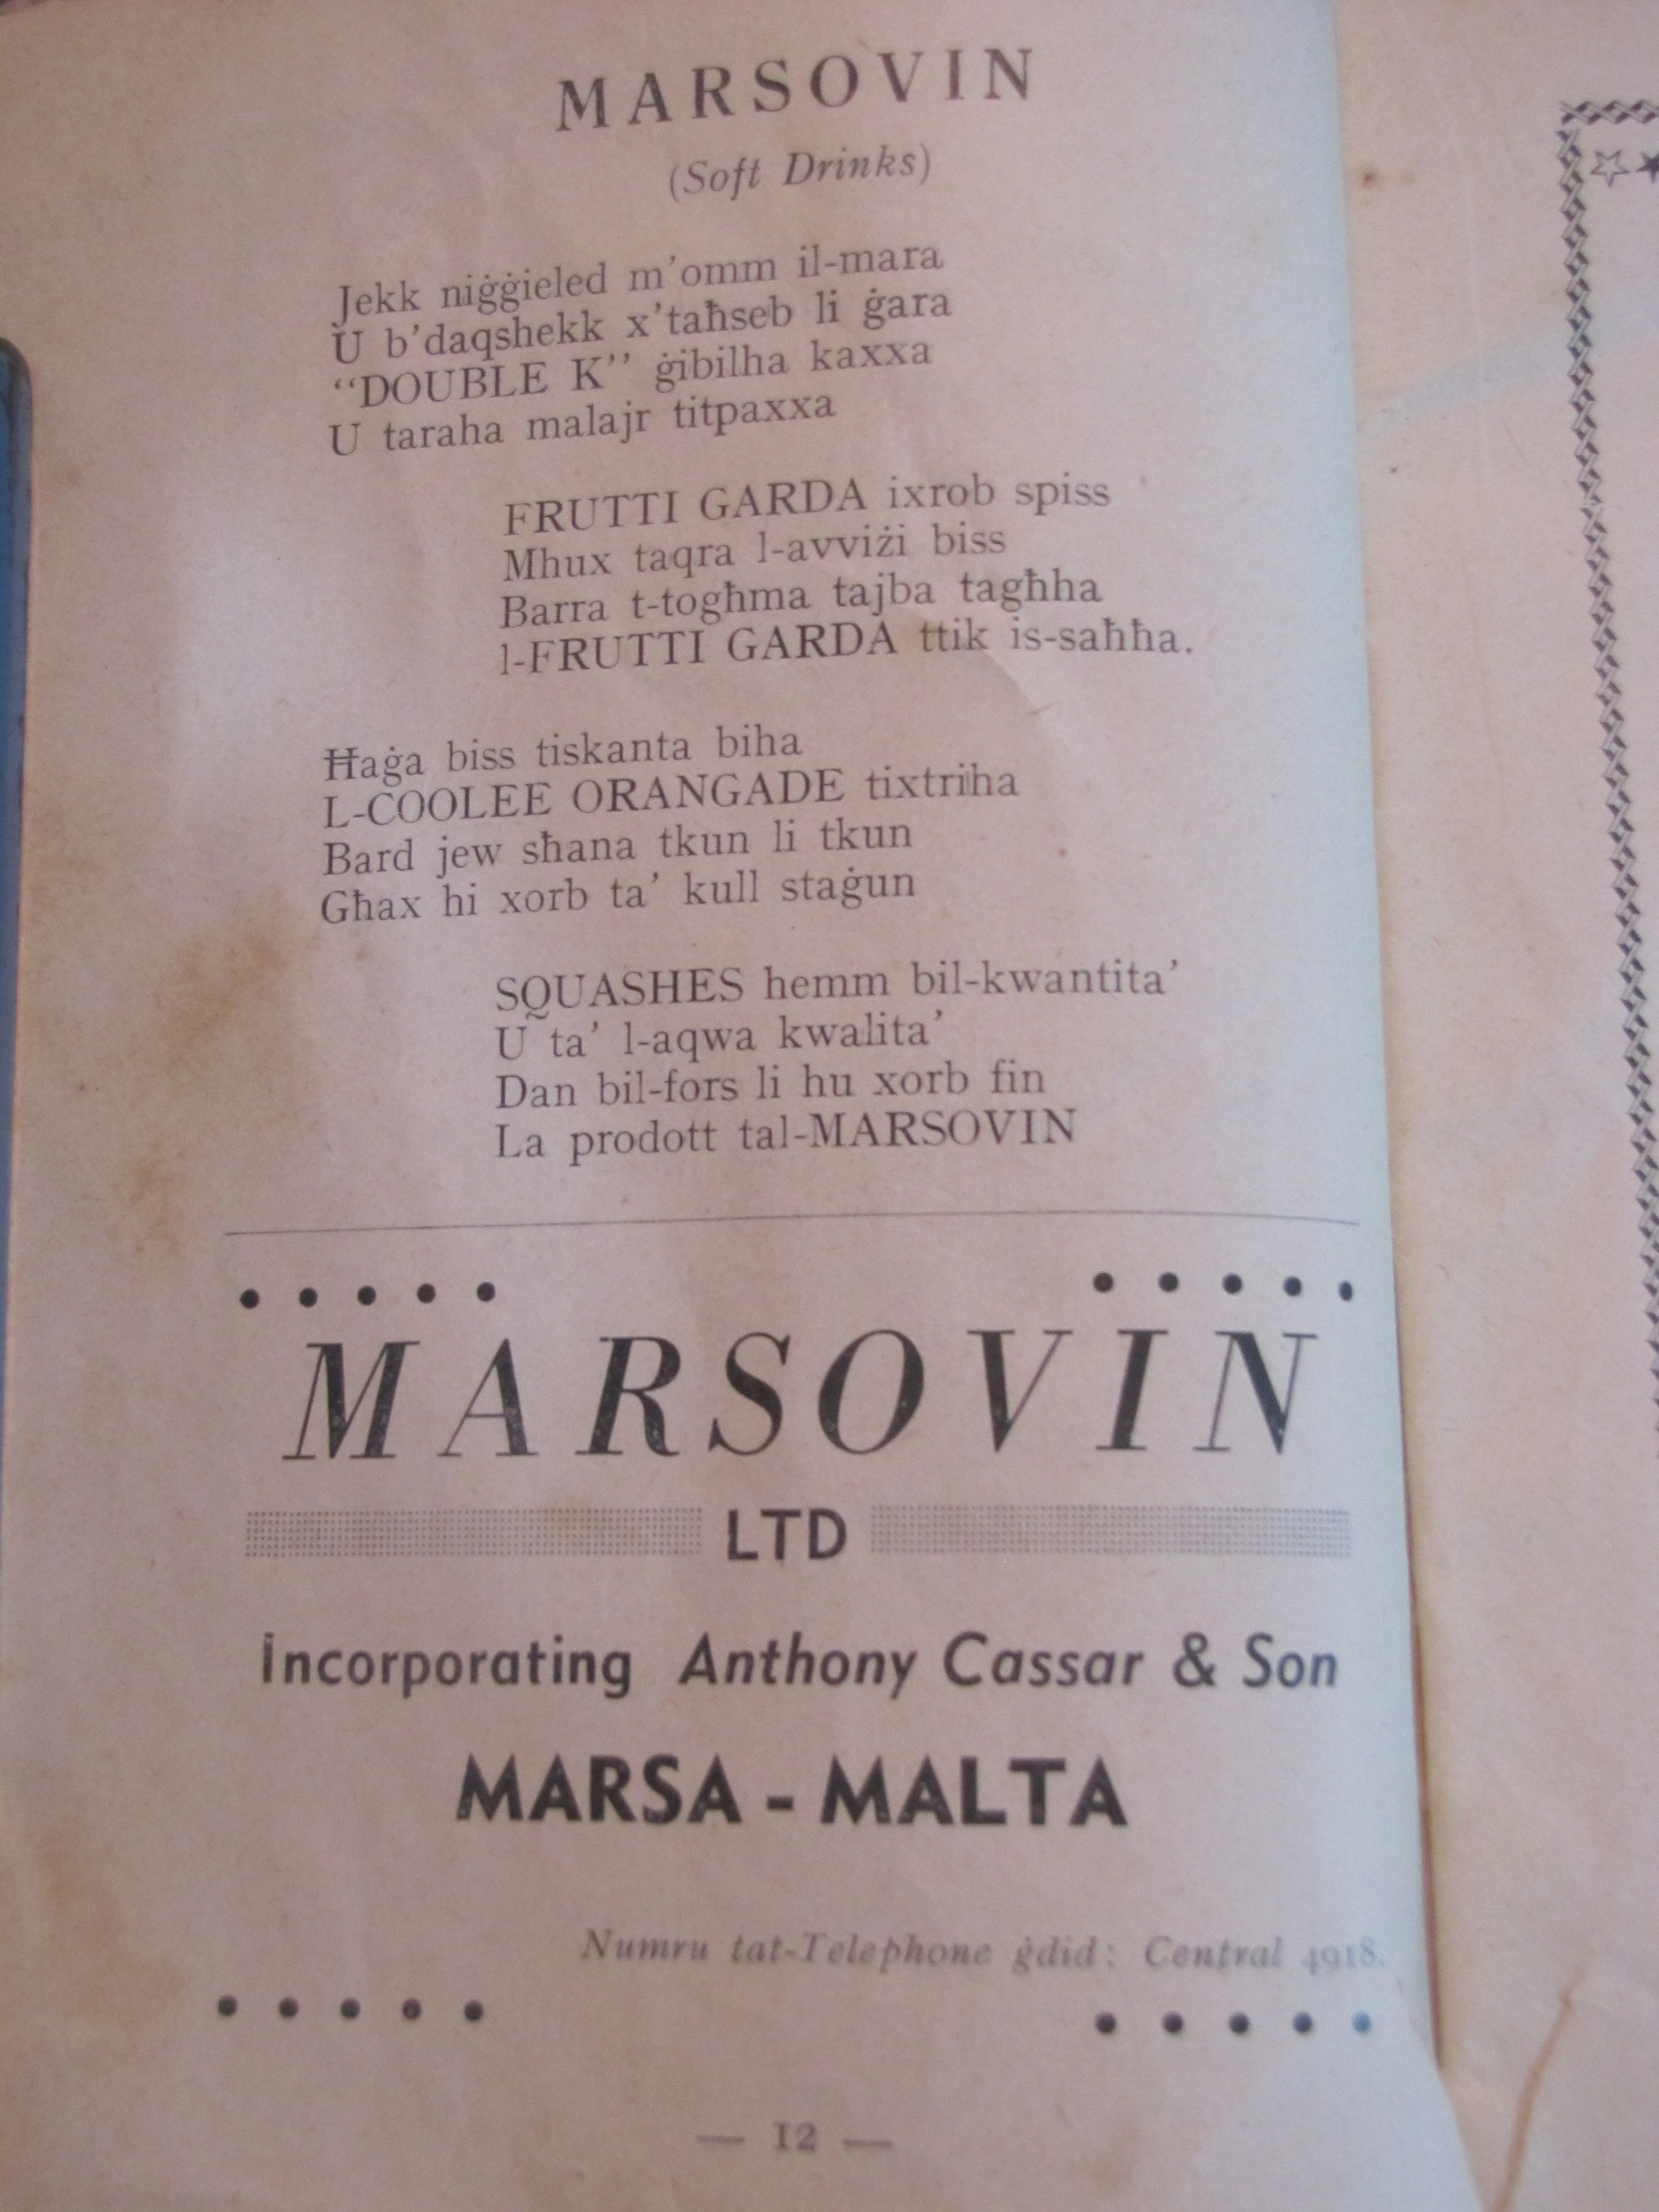 MARSOVIN
(Soft Drinks)
Jekk niġġieled m’omm il-mara
U b’daqshekk x’taħseb li ġara
“DOUBLE K” ġibilha kaxxa
U taraha malajr titpaxxa
FRUTTI GARDA ixrob spiss
Mhux taqra l-avviżi biss
Barra t-togħma tajba tagħha
l-FRUTTI GARDA ttik is-saħħa.
Ħaġa biss tiskanta biha
L-COOLEE ORANGADE tixtriha
Bard jew sħana tkun li tkun
Għax hi xorb ta’ kull staġun
SQUASHES hemm bil-kwantita’
U ta’ l-aqwa kwalita’
Dan bil-fors li hu xorb fin
La prodott tal-MARSOVIN
MARSOVIN
LTD
incorporating Anthony Cassar & Son
MARSA - MALTA
Numru tat-Telephone ġdid: Central 4918.
— 12 —